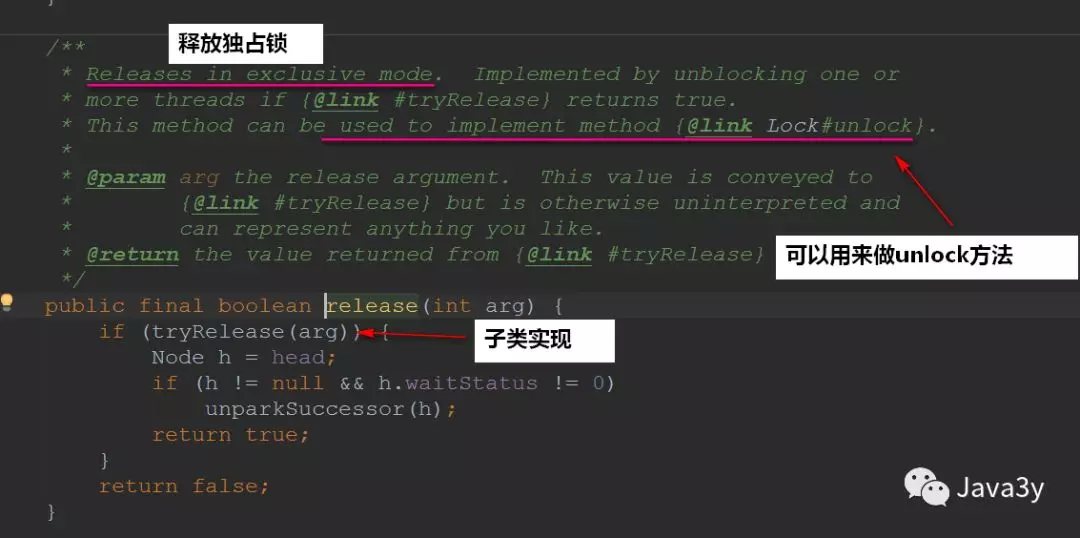 }
释放独占锁
/**
* Releases in exclusive mode.  Implemented by unblocking one or
* more threads if {@link #tryRelease} returns true.
* This method can be used to implement method {@link Lock#unlock}.
*
* @param arg the release argument.  This value is conveyed to
*        {@link #tryRelease} but is otherwise uninterpreted and
*        can represent anything you like.
* @return the value returned from {@link #tryRelease}
可以用来做unlock方法
*/
public final boolean release(int arg) {
if (tryRelease(arg)) {
子类实现
Node h = head;
if (h != null && h.waitStatus != 0)
unparkSuccessor(h);
return true;
}
return false;
}
Java3y